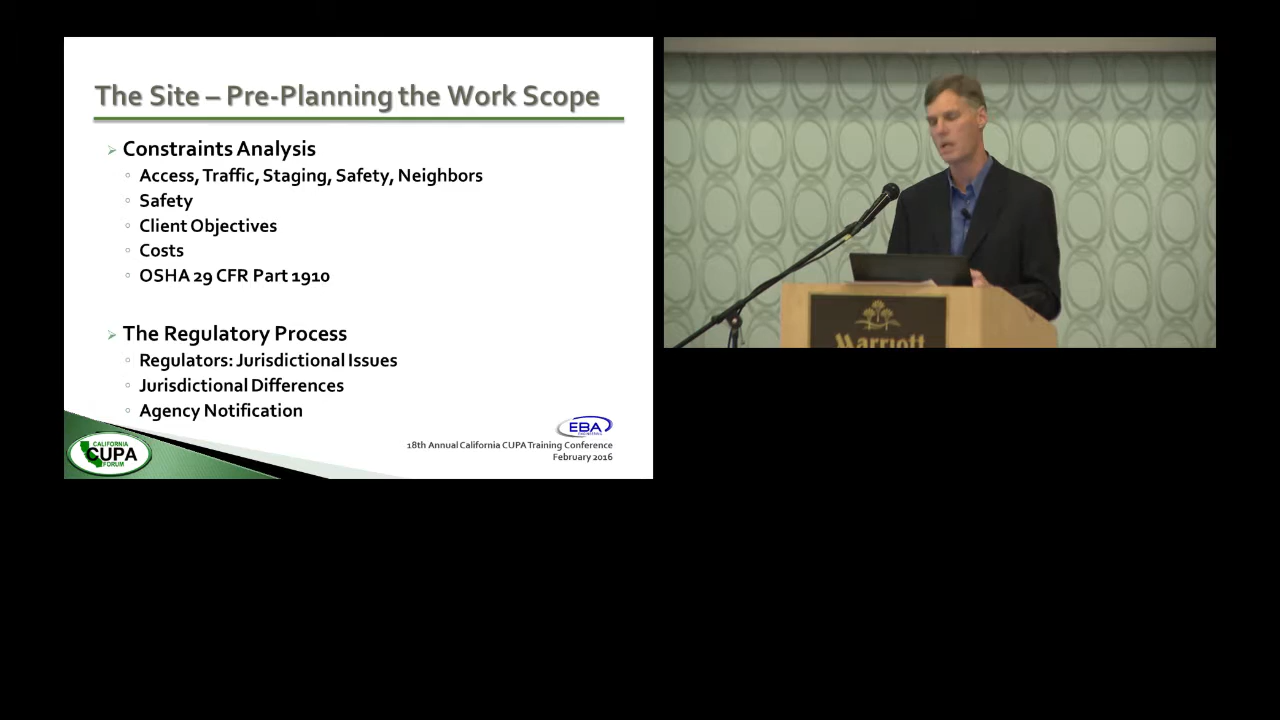 The Site – Pre-Planning the Work Scope
Constraints Analysis
Access, Traffic, Staging, Safety, Neighbors
Safety
Client Objectives
Costs
OSHA 29 CFR Part 1910
The Regulatory Process
Regulators: Jurisdictional Issues
Jurisdictional Differences
Agency Notification
EBA
18th Annual California CUPA Training Conference
February 2016
CALIFORNIA
CUPA
FORUM
Marriott